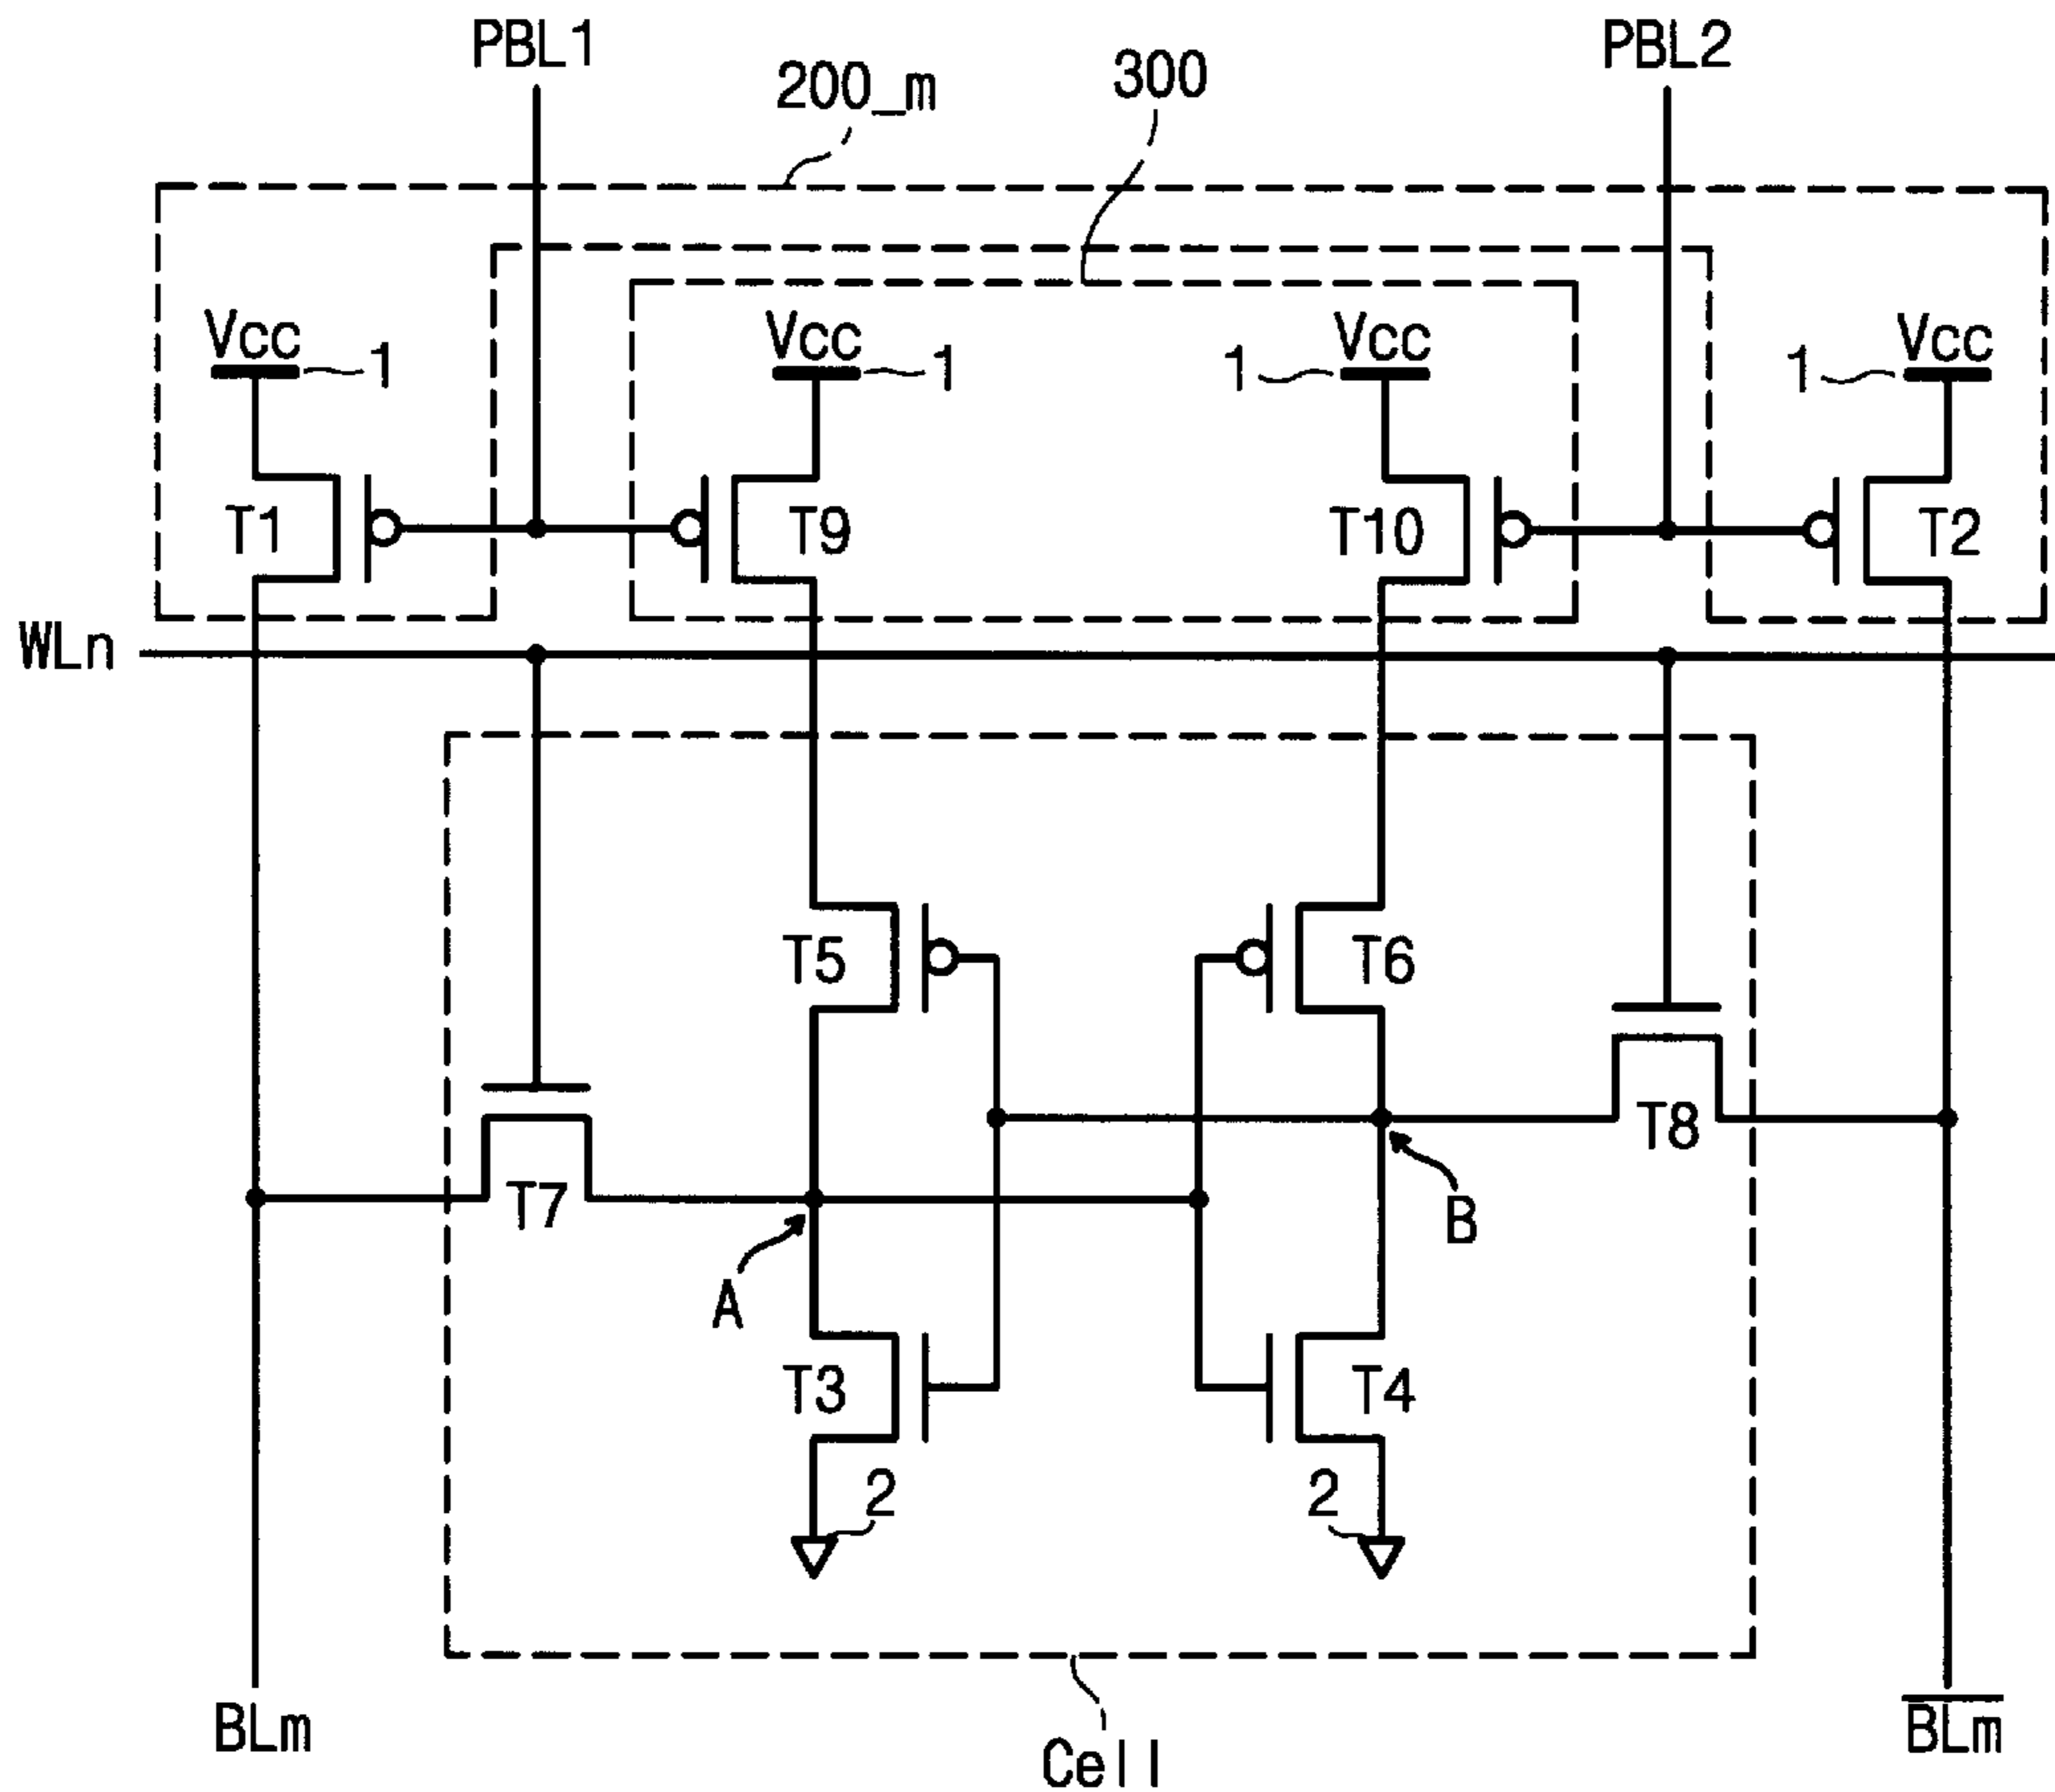 PBL1
PBL2
200_m
300
Vcc
1
Vcc
1
1
Vcc
1
Vcc
T1
T9
T10
T2
WLn
T5
T6
T7
T8
A
B
T3
T4
2
2
BLm
B̅L̅m̅
Cell